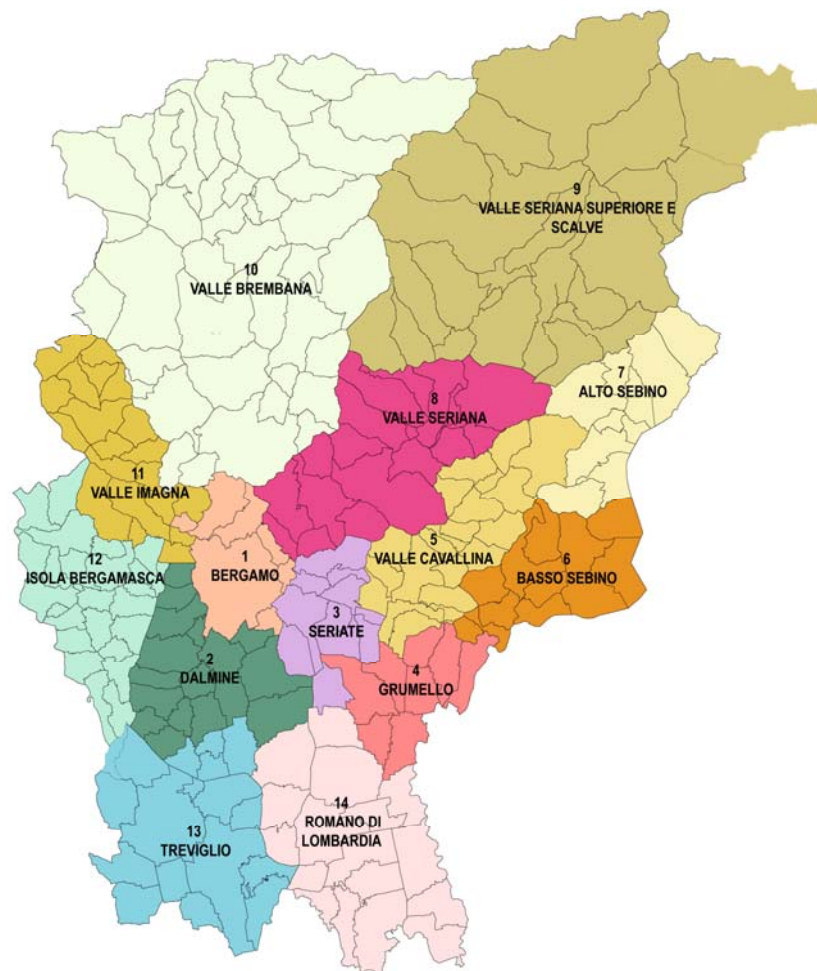 9
VALLE SERIANA SUPERIORE E
SCALVE
10
VALLE BREMBANA
7
ALTO SEBINO
8
VALLE SERIANA
11
VALLE IMAGNA
5
VALLE CAVALLINA
6
BASSO SEBINO
1
BERGAMO
12
ISOLA BERGAMASCA
3
SERIATE
2
DALMINE
4
GRUMELLO
14
ROMANO DI
LOMBARDIA
13
TREVIGLIO